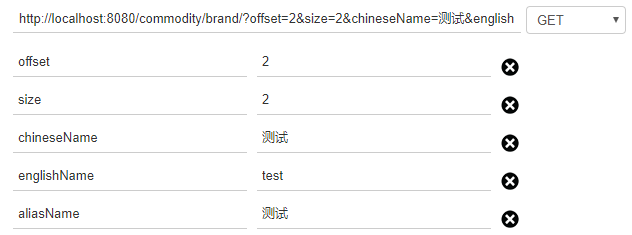 http://localhost:8080/commodity/brand/?offset=2&size=2&chineseName=测试&english GET
offset 2
size 2
chineseName 测试
englishName test
aliasName 测试